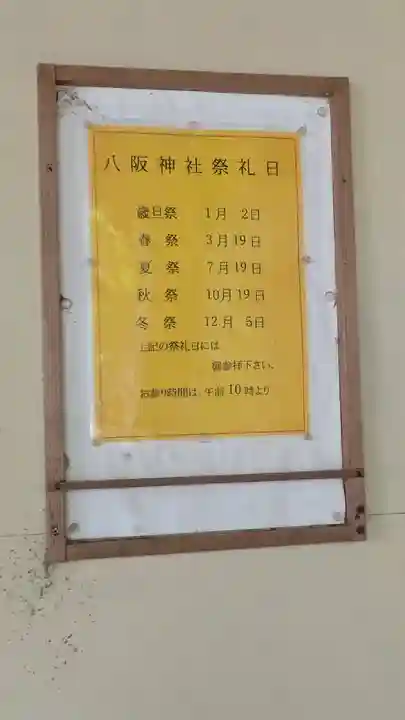 八阪神社祭礼日
歳旦祭 1月 2日
春祭 3月19日
夏祭 7月19日
秋祭 10月19日
冬祭 12月 5日
上記の祭礼日には
御参拝下さい。
お参り時間は 午前10時より